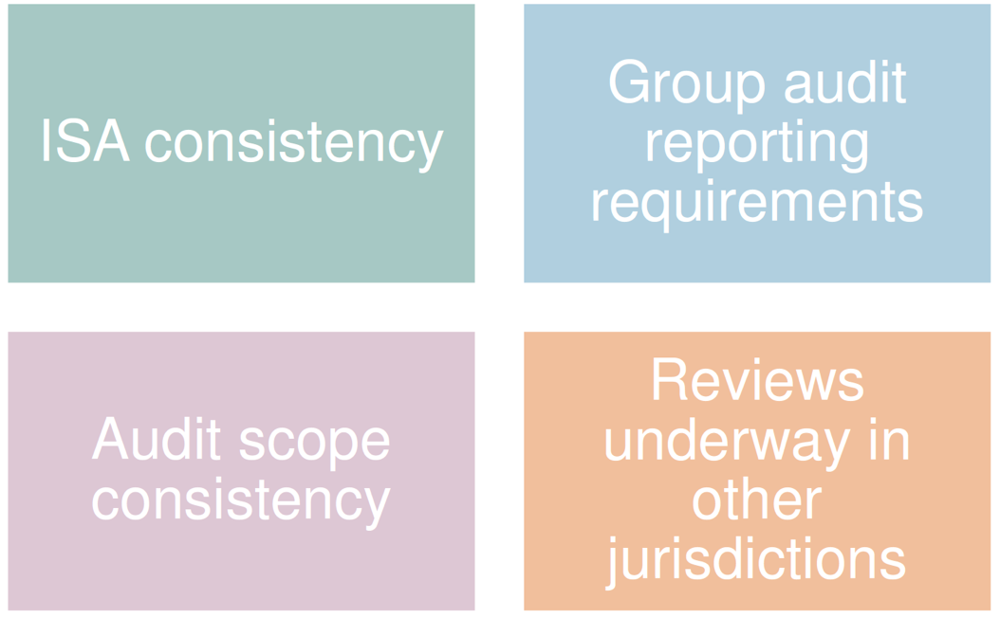 ISA consistency
Group audit
reporting
requirements
Audit scope
consistency
Reviews
underway in
other
jurisdictions